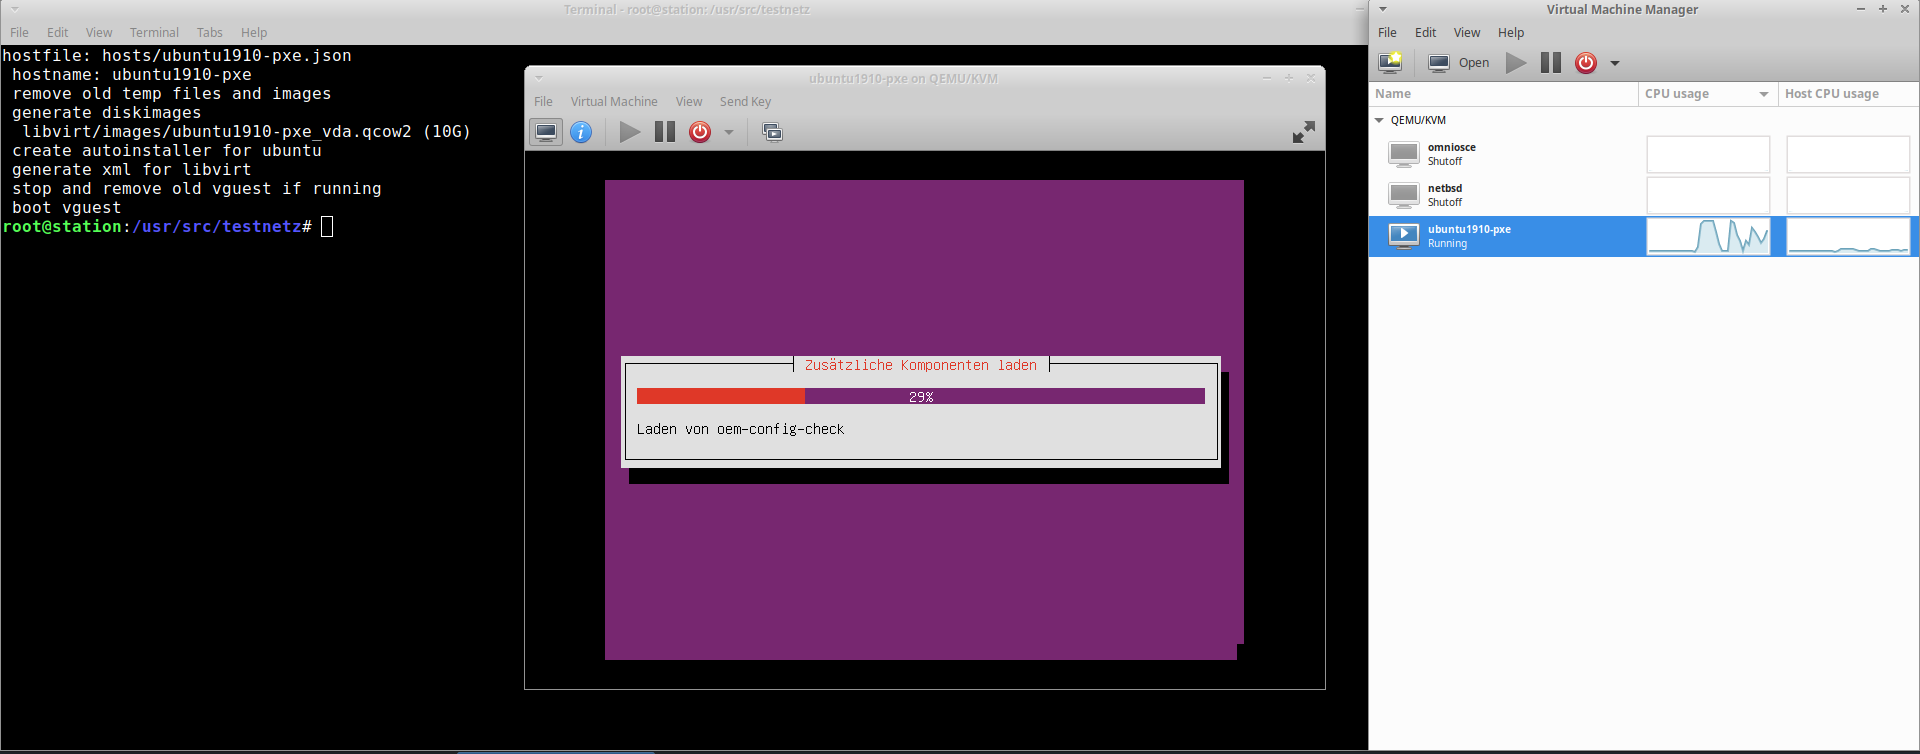 Terminal - root@station: /usr/src/testnetz
File Edit View Terminal Tabs Help
hostfile: hosts/ubuntu1910-pxe.json
hostname: ubuntu1910-pxe
remove old temp files and images
generate diskimages
libvirt/images/ubuntu1910-pxe_vda.qcow2 (10G)
create autoinstaller for ubuntu
generate xml for libvirt
stop and remove old vguest if running
boot vguest
root@station:/usr/src/testnetz#
ubuntu1910-pxe on QEMU/KVM
File Virtual Machine View Send Key
Zusätzliche Komponenten laden
29%
Laden von oem-config-check
Virtual Machine Manager
File Edit View Help
Open
Name CPU usage Host CPU usage
QEMU/KVM
omniosce
Shutoff
netbsd
Shutoff
ubuntu1910-pxe
Running